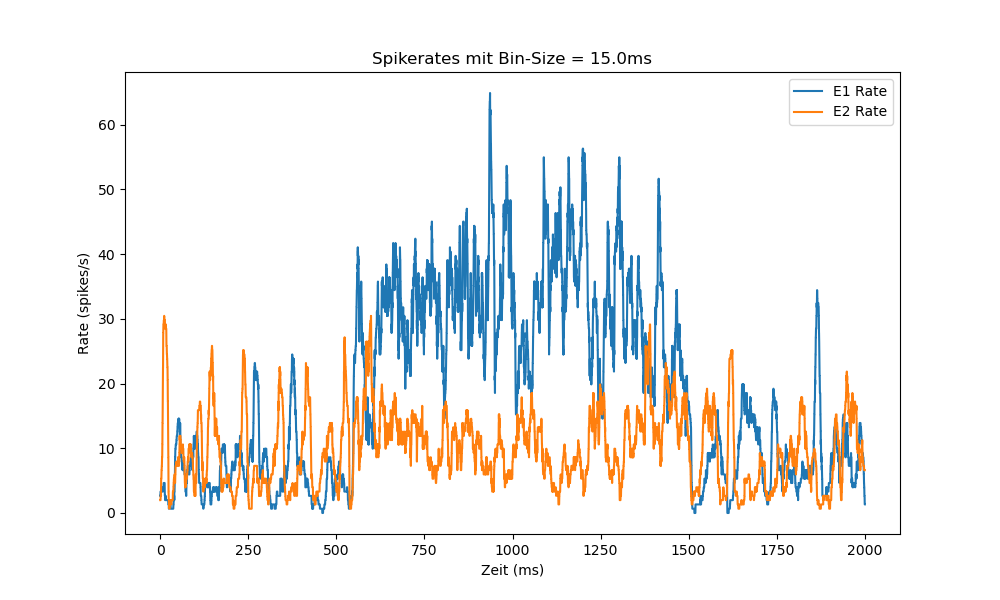 Spikerates mit Bin-Size = 15.0ms
E1 Rate
E2 Rate
60
50
40
30
20
10
0
Rate (spikes/s)
0 250 500 750 1000 1250 1500 1750 2000
Zeit (ms)